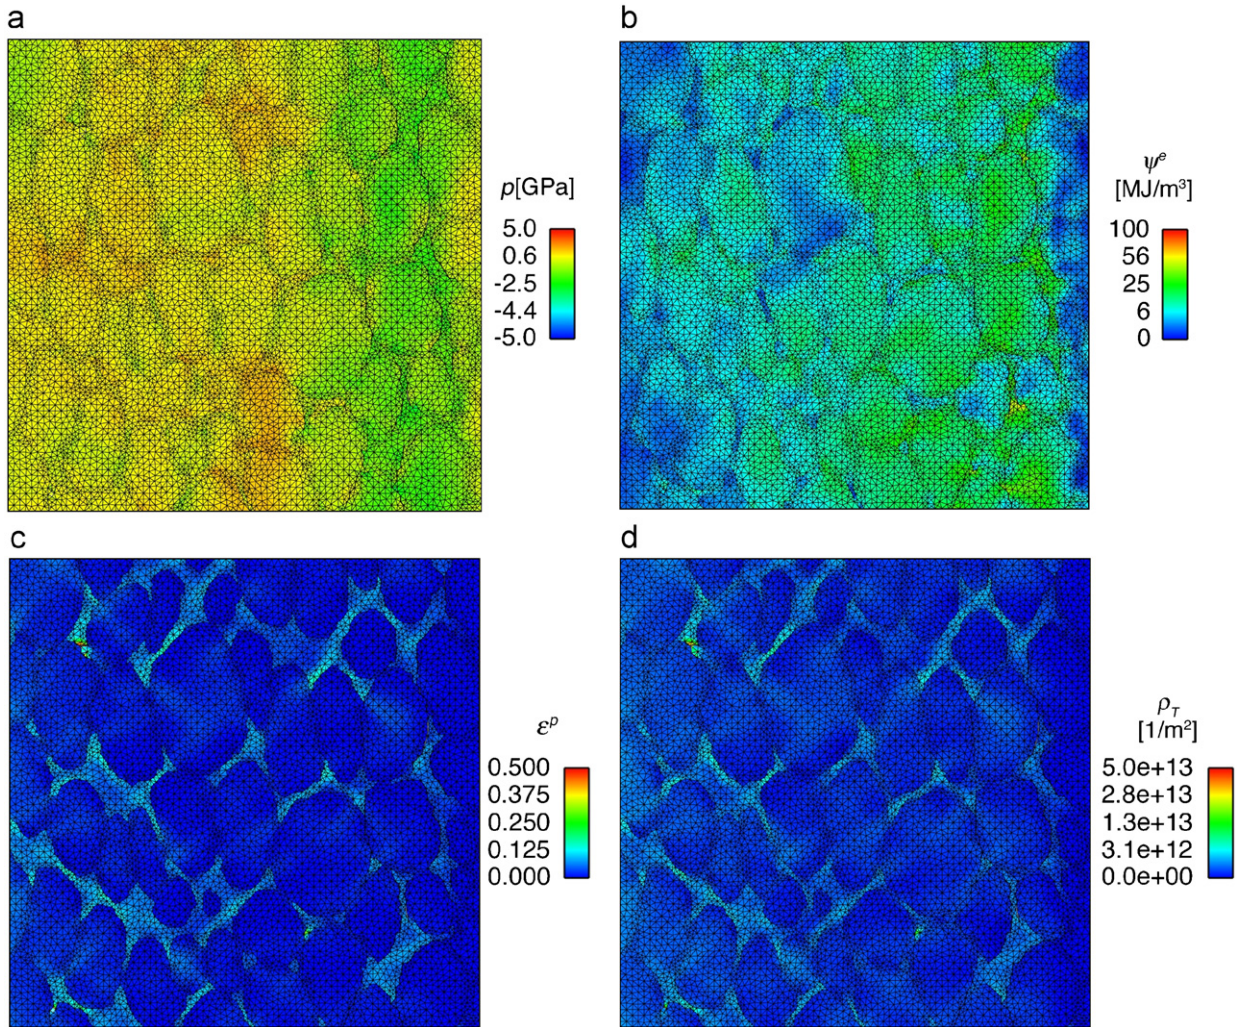 a
p[GPa]
5.0
0.6
-2.5
-4.4
-5.0
b
ψᵉ
[MJ/m³]
100
56
25
6
0
c
εᵖ
0.500
0.375
0.250
0.125
0.000
d
ρ_T
[1/m²]
5.0e+13
2.8e+13
1.3e+13
3.1e+12
0.0e+00